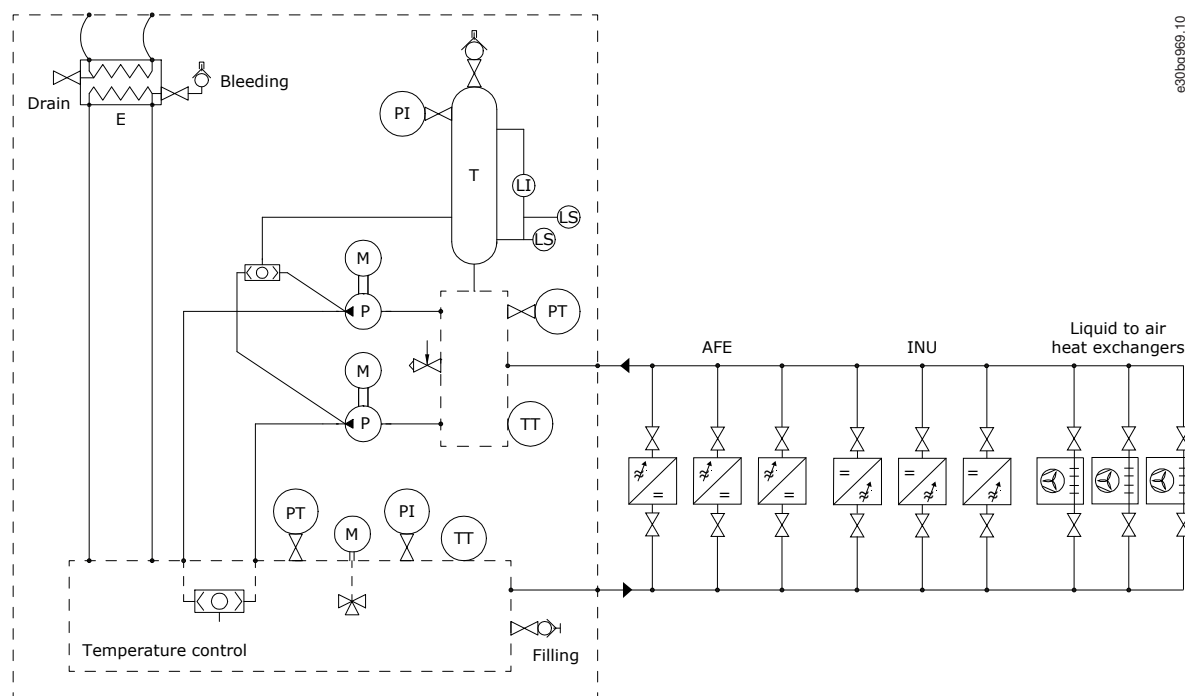 e30bq969.10
Bleeding
Drain
E
PI
T
LI
LS
LS
M
P
PT
Liquid to air
heat exchangers
AFE
INU
M
P
TT
PT
M
PI
TT
Temperature control
Filling